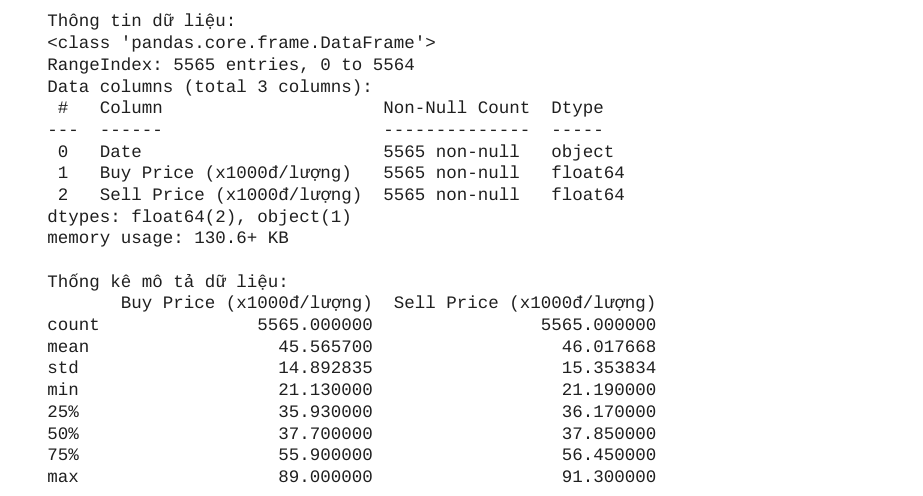 Thông tin dữ liệu:
<class 'pandas.core.frame.DataFrame'>
RangeIndex: 5565 entries, 0 to 5564
Data columns (total 3 columns):
 #   Column                     Non-Null Count  Dtype
---  ------                     --------------  -----
 0   Date                       5565 non-null   object
 1   Buy Price (x1000đ/lượng)   5565 non-null   float64
 2   Sell Price (x1000đ/lượng)  5565 non-null   float64
dtypes: float64(2), object(1)
memory usage: 130.6+ KB

Thống kê mô tả dữ liệu:
       Buy Price (x1000đ/lượng)  Sell Price (x1000đ/lượng)
count               5565.000000                5565.000000
mean                  45.565700                  46.017668
std                   14.892835                  15.353834
min                   21.130000                  21.190000
25%                   35.930000                  36.170000
50%                   37.700000                  37.850000
75%                   55.900000                  56.450000
max                   89.000000                  91.300000